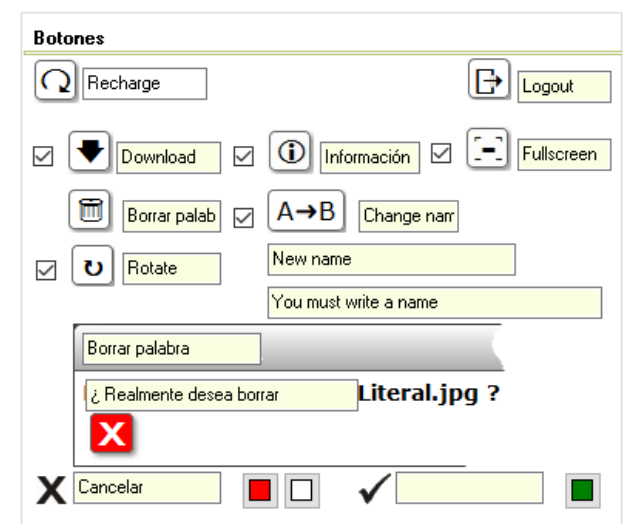 Botones
Recharge
Logout
Download
Información
Fullscreen
Borrar palab
A→B
Change nam
Rotate
New name
You must write a name
Borrar palabra
¿ Realmente desea borrar
Literal.jpg ?
X
Cancelar